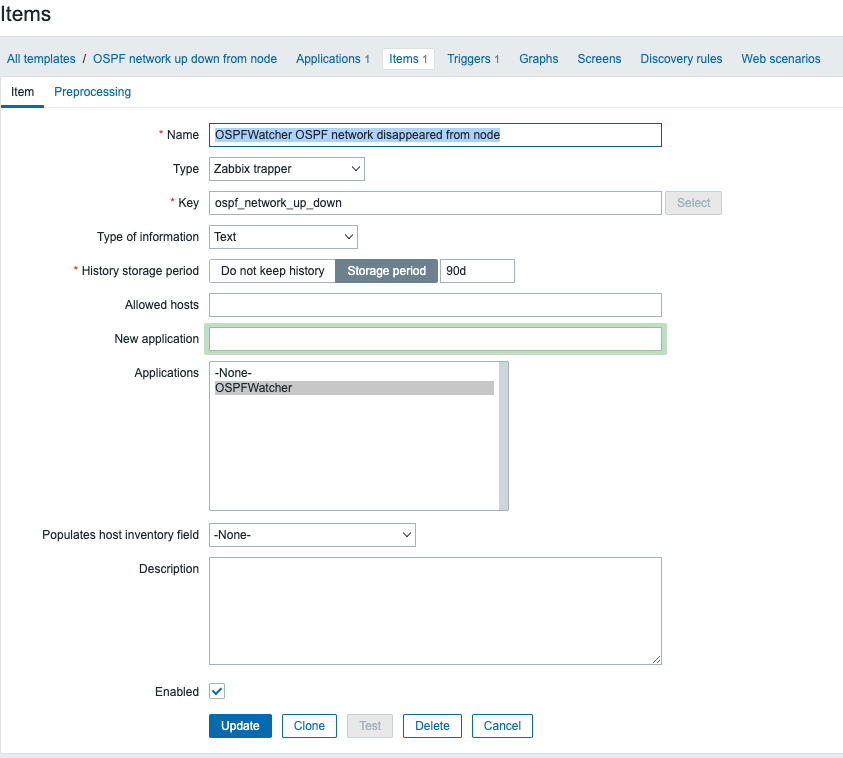 Items
All templates / OSPF network up down from node Applications 1 Items 1 Triggers 1 Graphs Screens Discovery rules Web scenarios
Item Preprocessing
* Name OSPFWatcher OSPF network disappeared from node
Type Zabbix trapper
* Key ospf_network_up_down Select
Type of information Text
* History storage period Do not keep history Storage period 90d
Allowed hosts
New application
Applications -None-
OSPFWatcher
Populates host inventory field -None-
Description
Enabled
Update Clone Test Delete Cancel